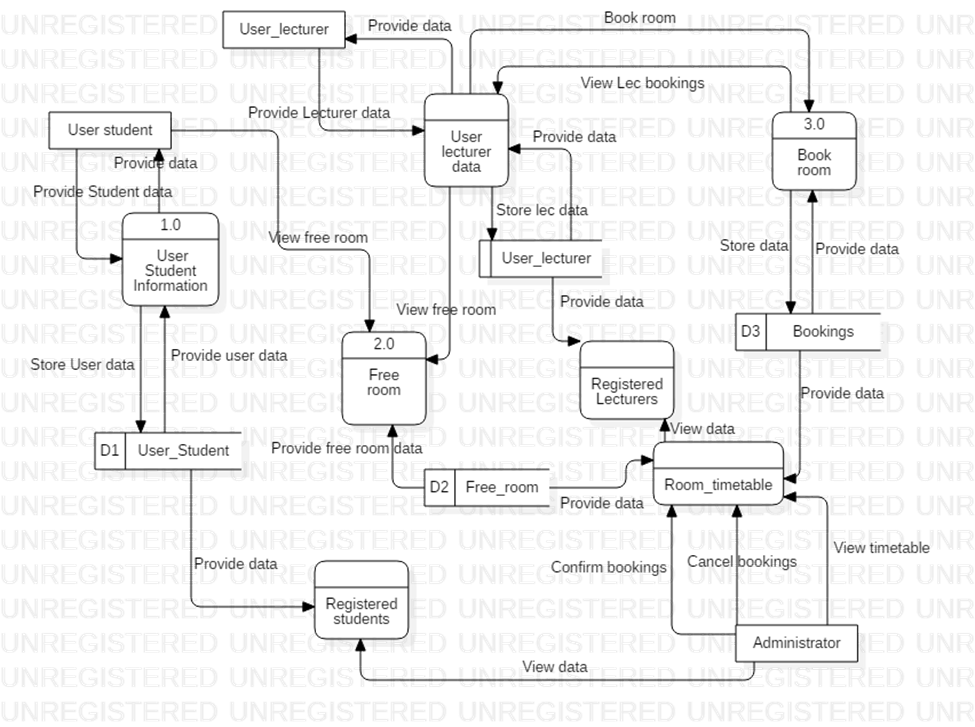 User_lecturer
Provide data
Book room
View Lec bookings
Provide Lecturer data
User student
User
lecturer
data
Provide data
3.0
Book
room
Provide data
Provide Student data
1.0
User
Student
Information
View free room
Store lec data
User_lecturer
Store data
Provide data
Provide data
View free room
D3
Bookings
2.0
Free
room
Store User data
Provide user data
Registered
Lecturers
Provide data
View data
D1
User_Student
Provide free room data
D2
Free_room
Room_timetable
Provide data
Confirm bookings
Cancel bookings
View timetable
Provide data
Registered
students
Administrator
View data
UNREGISTERED UNREGISTERED UNREGISTERED UNREGISTERED UNR